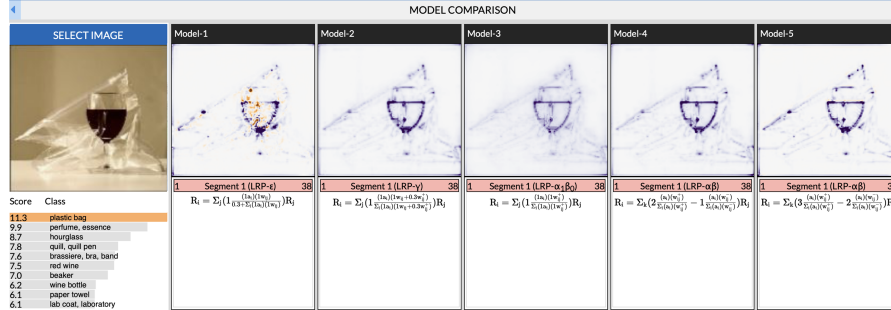 MODEL COMPARISON
SELECT IMAGE
Model-1
Model-2
Model-3
Model-4
Model-5
1 Segment 1 (LRP-ε) 38
1 Segment 1 (LRP-γ) 38
1 Segment 1 (LRP-α₁β₀) 38
1 Segment 1 (LRP-αβ) 38
1 Segment 1 (LRP-αβ) 3
Score Class
11.3 plastic bag
9.9 perfume, essence
8.7 hourglass
7.8 quill, quill pen
7.6 brassiere, bra, band
7.5 red wine
7.0 beaker
6.2 wine bottle
6.1 paper towel
6.1 lab coat, laboratory